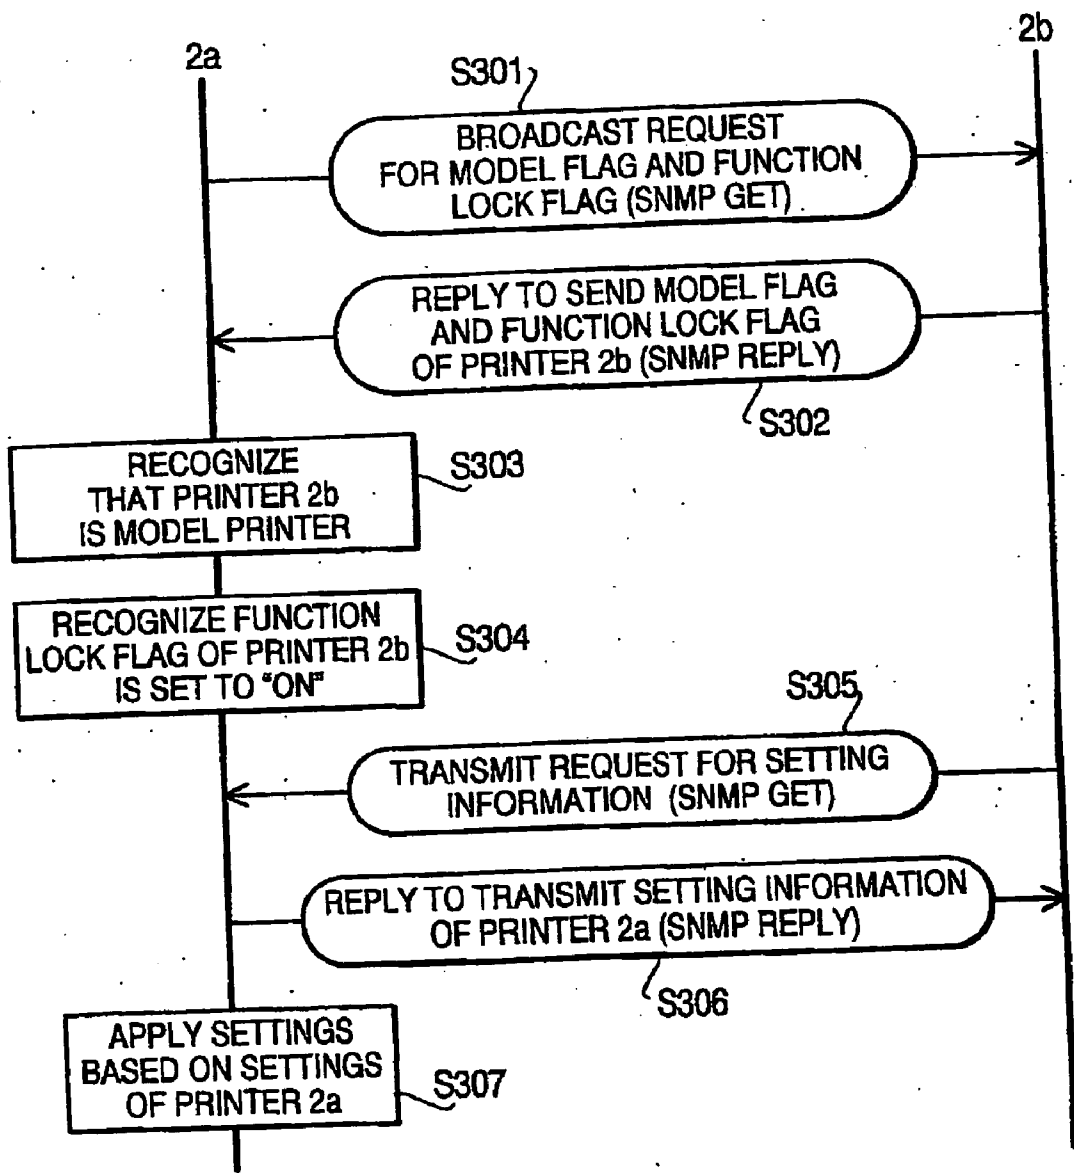 2a
2b
S301
BROADCAST REQUEST
FOR MODEL FLAG AND FUNCTION
LOCK FLAG (SNMP GET)
REPLY TO SEND MODEL FLAG
AND FUNCTION LOCK FLAG
OF PRINTER 2b (SNMP REPLY)
S302
RECOGNIZE
THAT PRINTER 2b
IS MODEL PRINTER
S303
RECOGNIZE FUNCTION
LOCK FLAG OF PRINTER 2b
IS SET TO "ON"
S304
S305
TRANSMIT REQUEST FOR SETTING
INFORMATION (SNMP GET)
REPLY TO TRANSMIT SETTING INFORMATION
OF PRINTER 2a (SNMP REPLY)
S306
APPLY SETTINGS
BASED ON SETTINGS
OF PRINTER 2a
S307